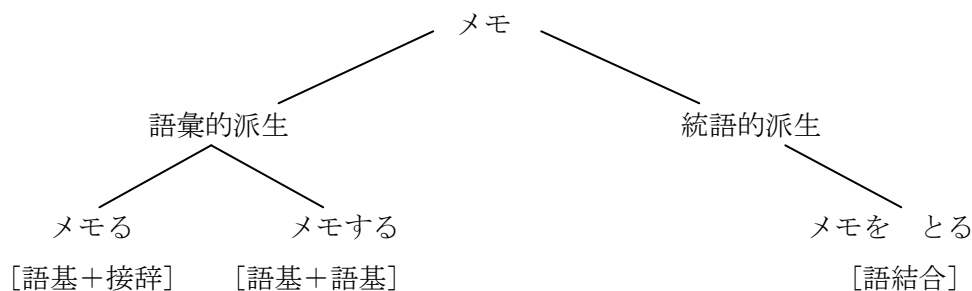 メモ
語彙的派生　統語的派生
メモる　メモする　メモを　とる
［語基＋接辞］　［語基＋語基］　［語結合］